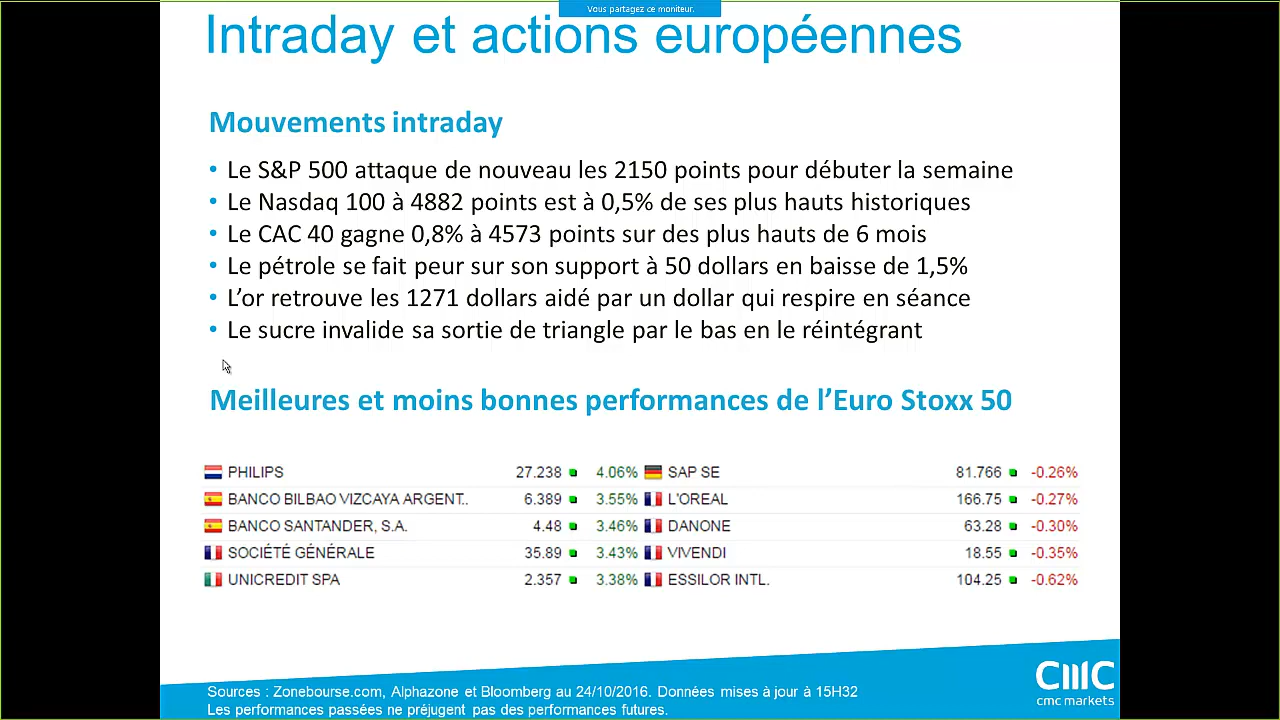 Vous partagez ce moniteur.
Intraday et actions européennes
Mouvements intraday
• Le S&P 500 attaque de nouveau les 2150 points pour débuter la semaine
• Le Nasdaq 100 à 4882 points est à 0,5% de ses plus hauts historiques
• Le CAC 40 gagne 0,8% à 4573 points sur des plus hauts de 6 mois
• Le pétrole se fait peur sur son support à 50 dollars en baisse de 1,5%
• L’or retrouve les 1271 dollars aidé par un dollar qui respire en séance
• Le sucre invalide sa sortie de triangle par le bas en le réintégrant
Meilleures et moins bonnes performances de l’Euro Stoxx 50
PHILIPS 27.238 4.06% SAP SE 81.766 -0.26%
BANCO BILBAO VIZCAYA ARGENT.. 6.389 3.55% L'OREAL 166.75 -0.27%
BANCO SANTANDER, S.A. 4.48 3.46% DANONE 63.28 -0.30%
SOCIÉTÉ GÉNÉRALE 35.89 3.43% VIVENDI 18.55 -0.35%
UNICREDIT SPA 2.357 3.38% ESSILOR INTL. 104.25 -0.62%
Sources : Zonebourse.com, Alphazone et Bloomberg au 24/10/2016. Données mises à jour à 15H32
Les performances passées ne préjugent pas des performances futures.
CMC
cmc markets